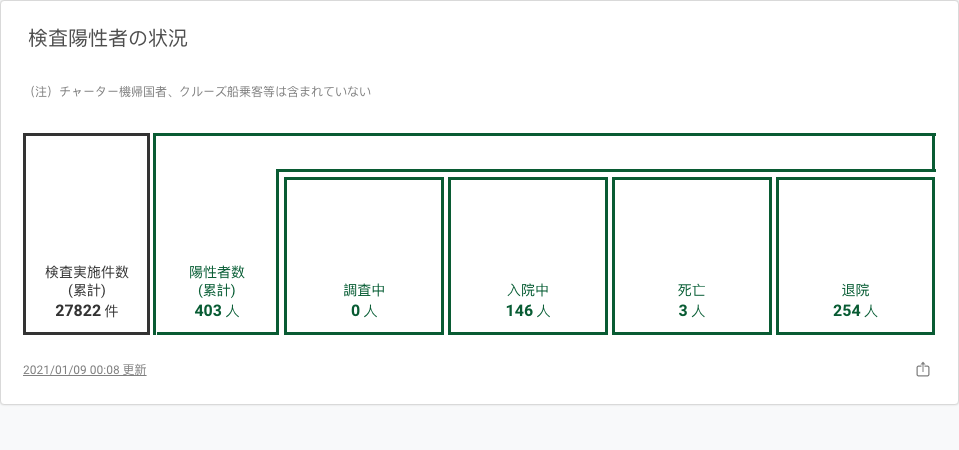 検査陽性者の状況
（注）チャーター機帰国者、クルーズ船乗客等は含まれていない
検査実施件数
(累計)
27822 件
陽性者数
(累計)
403 人
調査中
0 人
入院中
146 人
死亡
3 人
退院
254 人
2021/01/09 00:08 更新